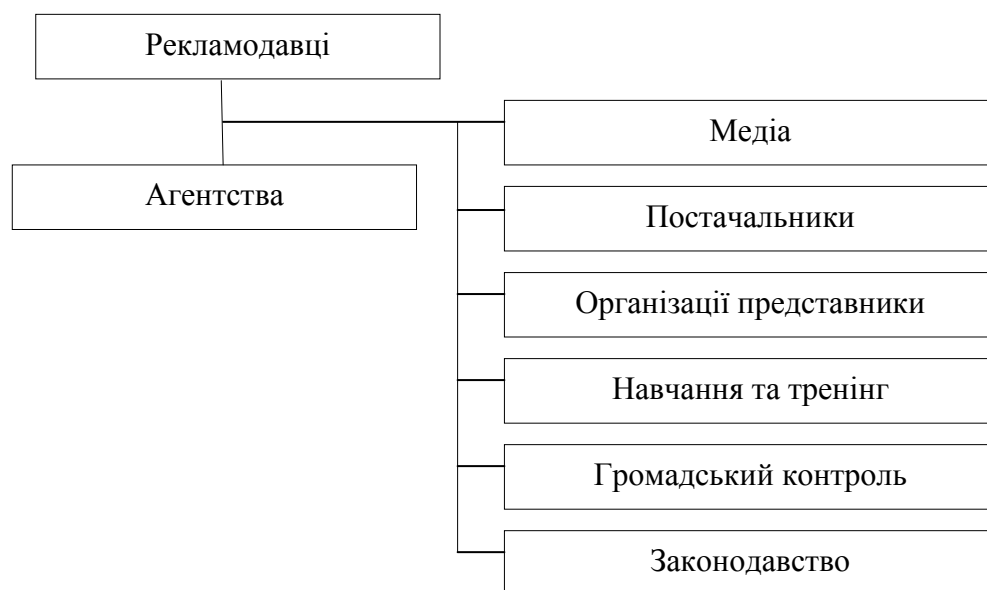 Рекламодавці
Медіа
Агентства
Постачальники
Організації представники
Навчання та тренінг
Громадський контроль
Законодавство